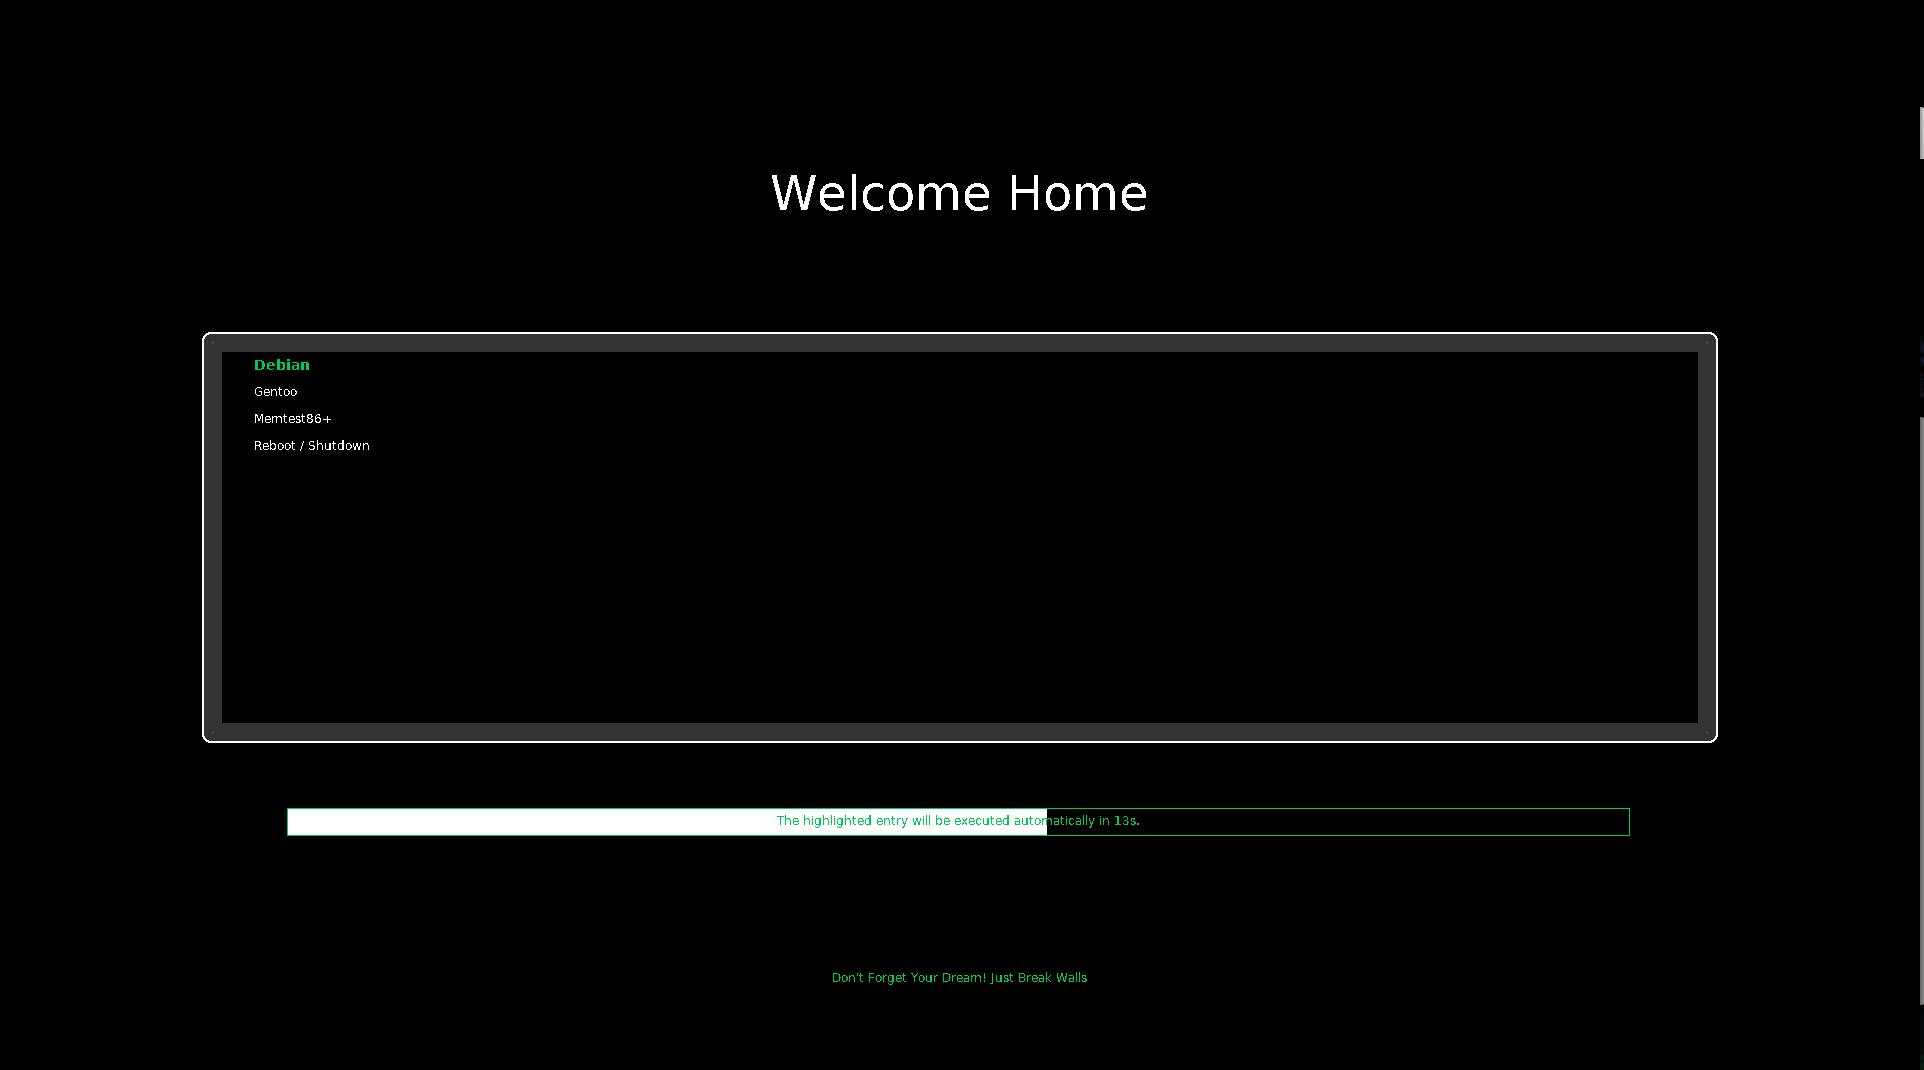 Welcome Home
Debian
Gentoo
Memtest86+
Reboot / Shutdown
The highlighted entry will be executed automatically in 13s.
Don't Forget Your Dream! Just Break Walls